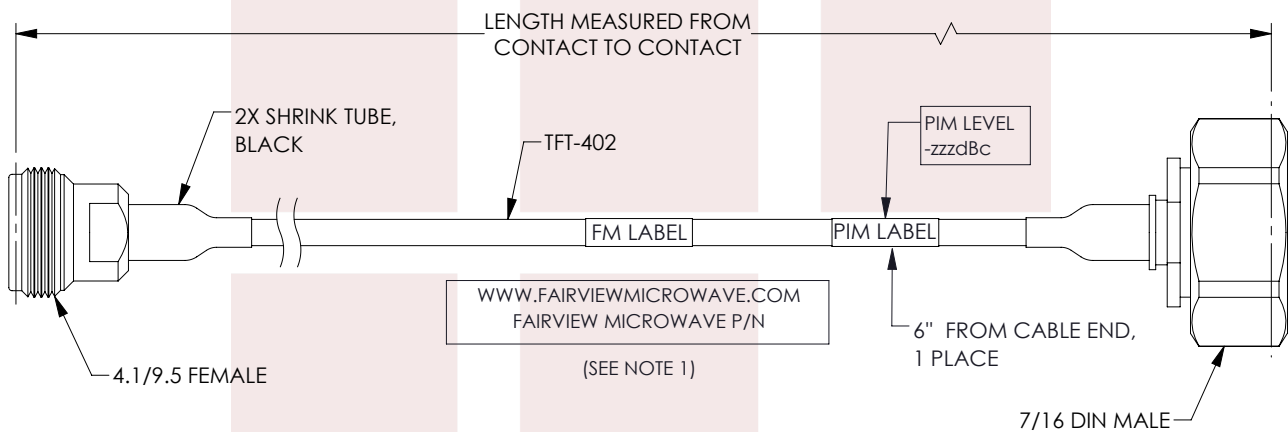 LENGTH MEASURED FROM
CONTACT TO CONTACT
2X SHRINK TUBE,
BLACK
TFT-402
PIM LEVEL
-zzzdBc
FM LABEL
PIM LABEL
WWW.FAIRVIEWMICROWAVE.COM
FAIRVIEW MICROWAVE P/N
(SEE NOTE 1)
6" FROM CABLE END,
1 PLACE
4.1/9.5 FEMALE
7/16 DIN MALE